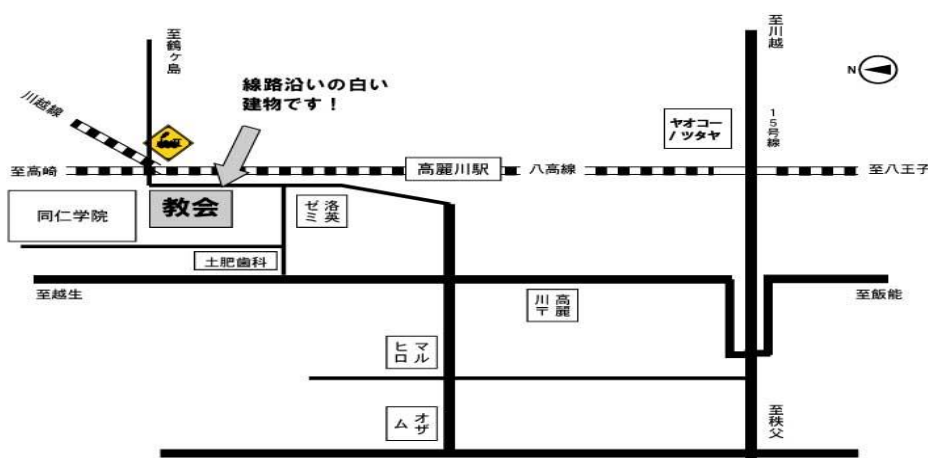 至鶴ヶ島
至川越
川越線
線路沿いの白い
建物です！
N
ヤオコー
/ ツタヤ
15号線
至高崎
高麗川駅
八高線
至八王子
同仁学院
教会
洛英
ゼミ
土肥歯科
至越生
高麗
川〒
至飯能
マル
ヒロ
オザ
ム
至秩父